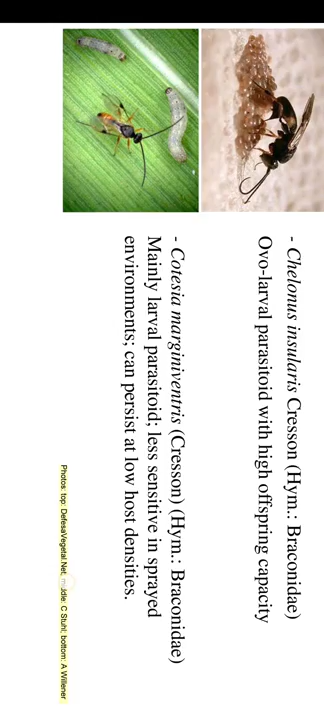 - Chelonus insularis Cresson (Hym.: Braconidae)
Ovo-larval parasitoid with high offspring capacity
- Cotesia marginiventris (Cresson) (Hym.: Braconidae)
Mainly larval parasitoid; less sensitive in sprayed
environments; can persist at low host densities.
Photos: top: DefesaVegetal.Net; middle: C Stuhl; bottom: A Willener